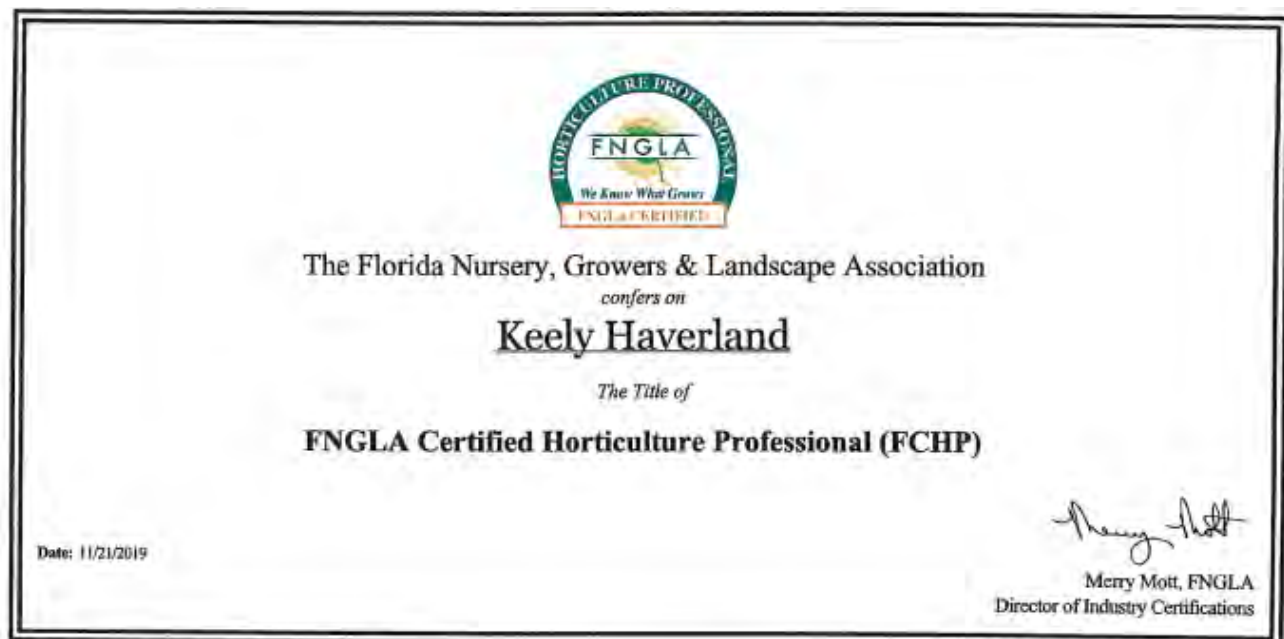 HORTICULTURE PROFESSIONAL
FNGLA
We Know What Grows
FNGLA CERTIFIED
The Florida Nursery, Growers & Landscape Association
confers on
Keely Haverland
The Title of
FNGLA Certified Horticulture Professional (FCHP)
Merry Mott
Date: 11/21/2019
Merry Mott, FNGLA
Director of Industry Certifications